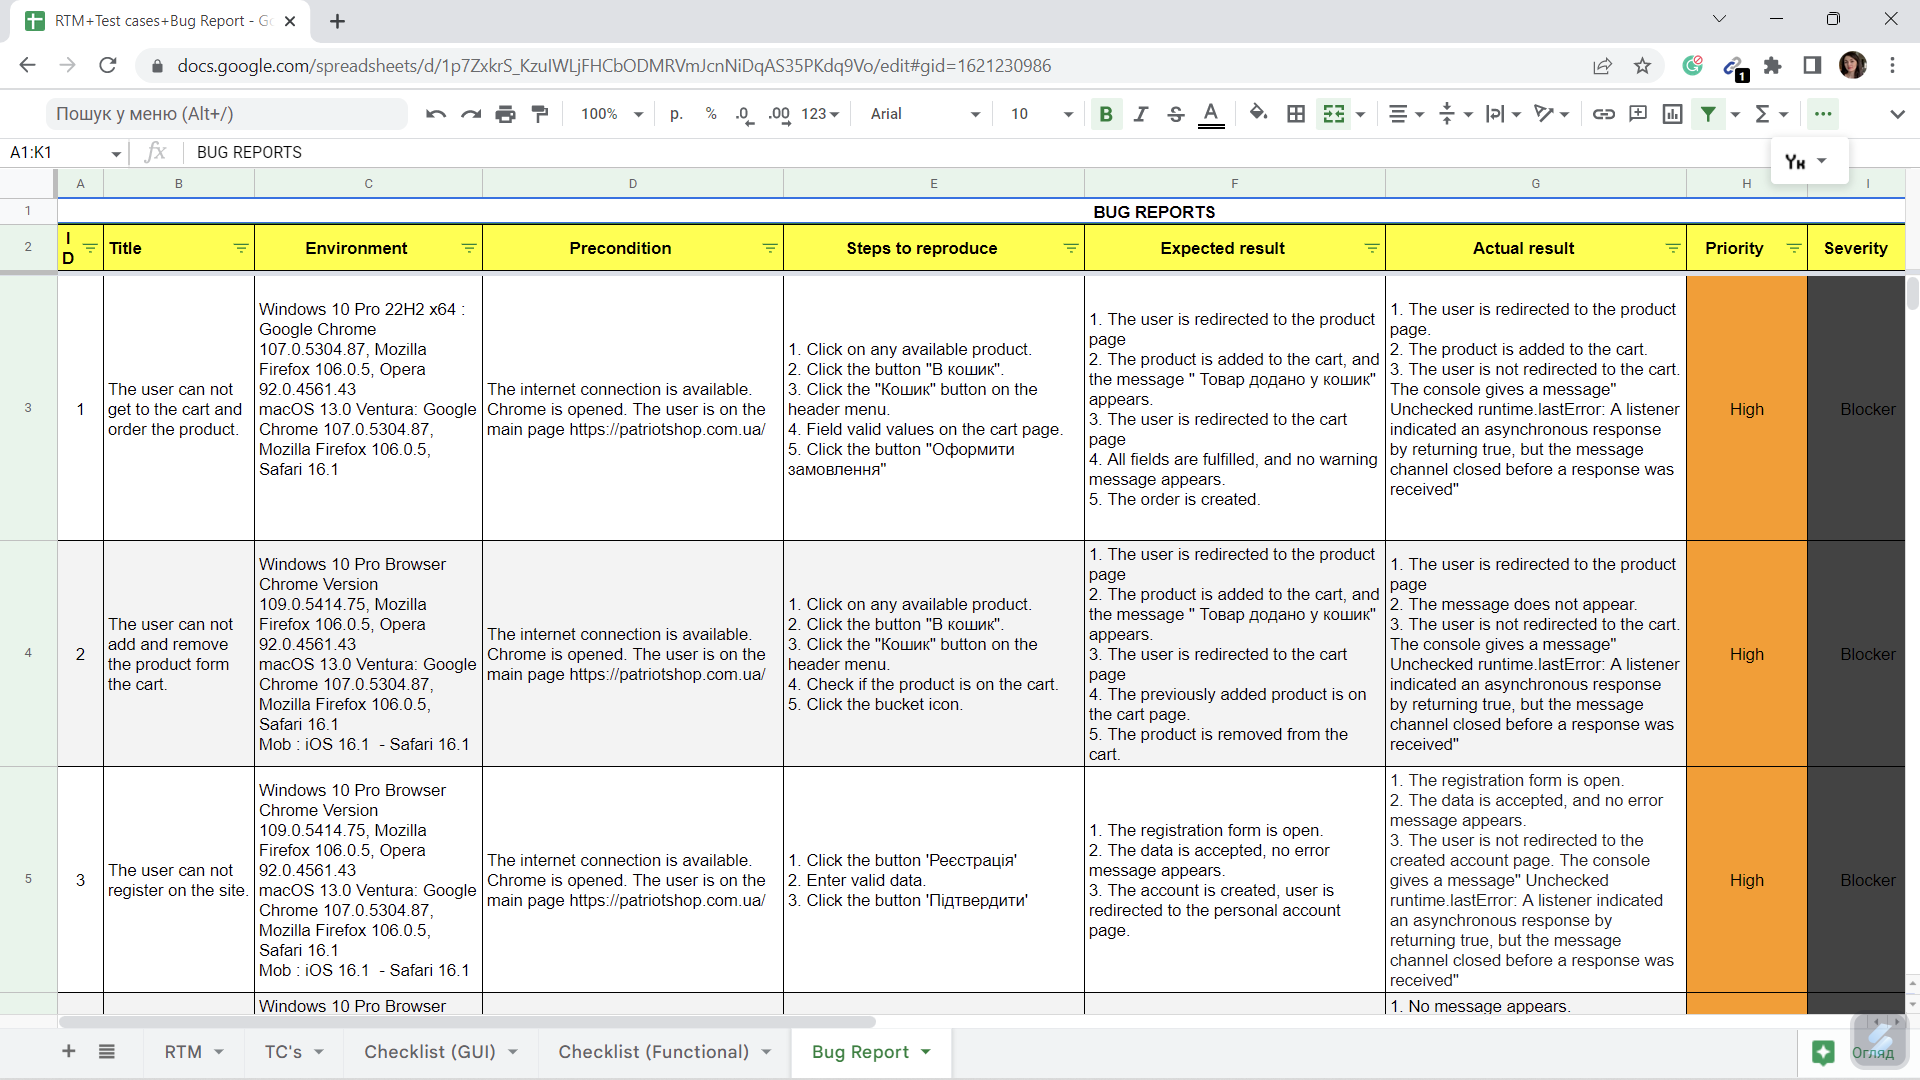 RTM+Test cases+Bug Report - Go
docs.google.com/spreadsheets/d/1p7ZxkrS_KzuIWLjFHCbODMRVmJcnNiDqAS35PKdq9Vo/edit#gid=1621230986
1
Пошук у меню (Alt+/)
100%
р.
%
.0
.00
123
Arial
10
B
I
S
A
A1:K1
fx
BUG REPORTS
Ун
A
B
C
D
E
F
G
H
I
1
BUG REPORTS
2
ID
Title
Environment
Precondition
Steps to reproduce
Expected result
Actual result
Priority
Severity
3
1
The user can not
get to the cart and
order the product.
Windows 10 Pro 22H2 x64 :
Google Chrome
107.0.5304.87, Mozilla
Firefox 106.0.5, Opera
92.0.4561.43
macOS 13.0 Ventura: Google
Chrome 107.0.5304.87,
Mozilla Firefox 106.0.5,
Safari 16.1
The internet connection is available.
Chrome is opened. The user is on the
main page https://patriotshop.com.ua/
1. Click on any available product.
2. Click the button "В кошик".
3. Click the "Кошик" button on the
header menu.
4. Field valid values on the cart page.
5. Click the button "Оформити
замовлення"
1. The user is redirected to the product
page
2. The product is added to the cart, and
the message " Товар додано у кошик"
appears.
3. The user is redirected to the cart
page
4. All fields are fulfilled, and no warning
message appears.
5. The order is created.
1. The user is redirected to the product
page.
2. The product is added to the cart.
3. The user is not redirected to the cart.
The console gives a message"
Unchecked runtime.lastError: A listener
indicated an asynchronous response
by returning true, but the message
channel closed before a response was
received"
High
Blocker
4
2
The user can not
add and remove
the product form
the cart.
Windows 10 Pro Browser
Chrome Version
109.0.5414.75, Mozilla
Firefox 106.0.5, Opera
92.0.4561.43
macOS 13.0 Ventura: Google
Chrome 107.0.5304.87,
Mozilla Firefox 106.0.5,
Safari 16.1
Mob : iOS 16.1  - Safari 16.1
The internet connection is available.
Chrome is opened. The user is on the
main page https://patriotshop.com.ua/
1. Click on any available product.
2. Click the button "В кошик".
3. Click the "Кошик" button on the
header menu.
4. Check if the product is on the cart.
5. Click the bucket icon.
1. The user is redirected to the product
page
2. The product is added to the cart, and
the message " Товар додано у кошик"
appears.
3. The user is redirected to the cart
page
4. The previously added product is on
the cart page.
5. The product is removed from the
cart.
1. The user is redirected to the product
page
2. The message does not appear.
3. The user is not redirected to the cart.
The console gives a message"
Unchecked runtime.lastError: A listener
indicated an asynchronous response
by returning true, but the message
channel closed before a response was
received"
High
Blocker
5
3
The user can not
register on the site.
Windows 10 Pro Browser
Chrome Version
109.0.5414.75, Mozilla
Firefox 106.0.5, Opera
92.0.4561.43
macOS 13.0 Ventura: Google
Chrome 107.0.5304.87,
Mozilla Firefox 106.0.5,
Safari 16.1
Mob : iOS 16.1  - Safari 16.1
The internet connection is available.
Chrome is opened. The user is on the
main page https://patriotshop.com.ua/
1. Click the button 'Реєстрація'
2. Enter valid data.
3. Click the button 'Підтвердити'
1. The registration form is open.
2. The data is accepted, no error
message appears.
3. The account is created, user is
redirected to the personal account
page.
1. The registration form is open.
2. The data is accepted, and no error
message appears.
3. The user is not redirected to the
created account page. The console
gives a message" Unchecked
runtime.lastError: A listener indicated
an asynchronous response by
returning true, but the message
channel closed before a response was
received"
High
Blocker
Windows 10 Pro Browser
1. No message appears.
RTM
TC's
Checklist (GUI)
Checklist (Functional)
Bug Report
Огляд